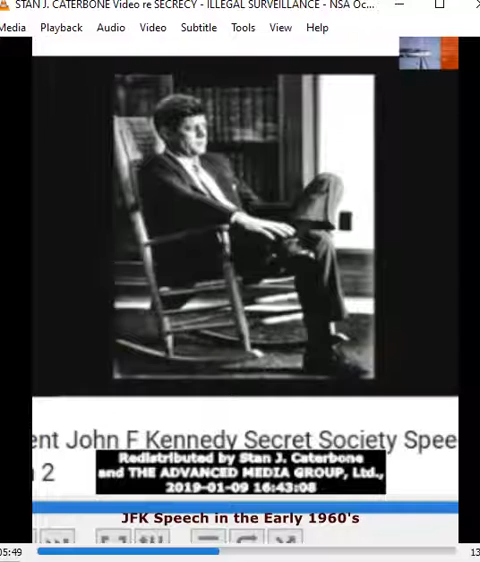 STAN J. CATERBONE Video re SECRECY - ILLEGAL SURVEILLANCE - NSA Oc...
Media Playback Audio Video Subtitle Tools View Help
ent John F Kennedy Secret Society Spee
2
Redistributed by Stan J. Caterbone
and THE ADVANCED MEDIA GROUP, Ltd.,
2019-01-09 16:43:08
JFK Speech in the Early 1960's
05:49
13